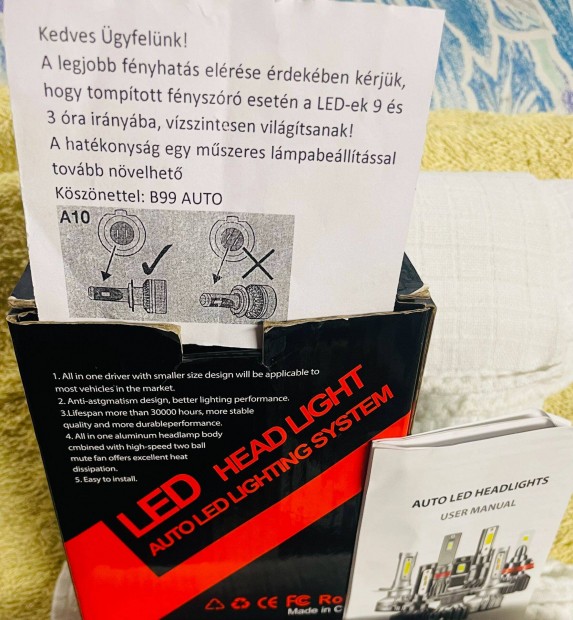 Kedves Ügyfelünk!
A legjobb fényhatás elérése érdekében kérjük,
hogy tompított fényszóró esetén a LED-ek 9 és
3 óra irányába, vízszintesen világítsanak!
A hatékonyság egy műszeres lámpabeállítással
tovább növelhető
Köszönettel: B99 AUTO
A10
1. All in one driver with smaller size design will be applicable to
most vehicles in the market.
2. Anti-astgmatism design, better lighting performance.
3.Lifespan more than 30000 hours, more stable
quality and more durableperformance.
4. All in one aluminum headlamp body
cmbined with high-speed two ball
mute fan offers excellent heat
dissipation.
5. Easy to install.
LED HEAD LIGHT
AUTO LED LIGHTING SYSTEM
CE FC Ro
Made in C
AUTO LED HEADLIGHTS
USER MANUAL